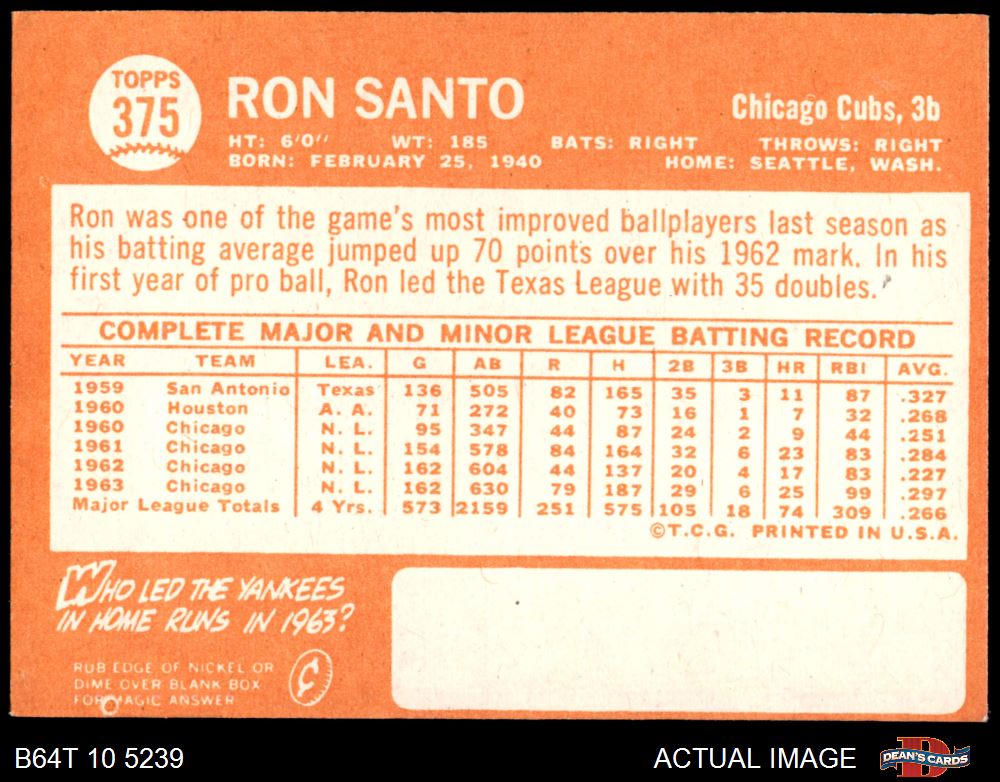 TOPPS
375
RON SANTO
Chicago Cubs, 3b
HT: 6'0" WT: 185 BATS: RIGHT THROWS: RIGHT
BORN: FEBRUARY 25, 1940 HOME: SEATTLE, WASH.
Ron was one of the game's most improved ballplayers last season as
his batting average jumped up 70 points over his 1962 mark. In his
first year of pro ball, Ron led the Texas League with 35 doubles.
COMPLETE MAJOR AND MINOR LEAGUE BATTING RECORD
YEAR TEAM LEA. G AB R H 2B 3B HR RBI AVG.
1959 San Antonio Texas 136 505 82 165 35 3 11 87 .327
1960 Houston A. A. 71 272 40 73 16 1 7 32 .268
1960 Chicago N. L. 95 347 44 87 24 2 9 44 .251
1961 Chicago N. L. 154 578 84 164 32 6 23 83 .284
1962 Chicago N. L. 162 604 44 137 20 4 17 83 .227
1963 Chicago N. L. 162 630 79 187 29 6 25 99 .297
Major League Totals 4 Yrs. 573 2159 251 575 105 18 74 309 .266
©T.C.G. PRINTED IN U.S.A.
WHO LED THE YANKEES
IN HOME RUNS IN 1963?
RUB EDGE OF NICKEL OR
DIME OVER BLANK BOX
FOR MAGIC ANSWER
¢
B64T 10 5239
ACTUAL IMAGE
DEAN'S CARDS